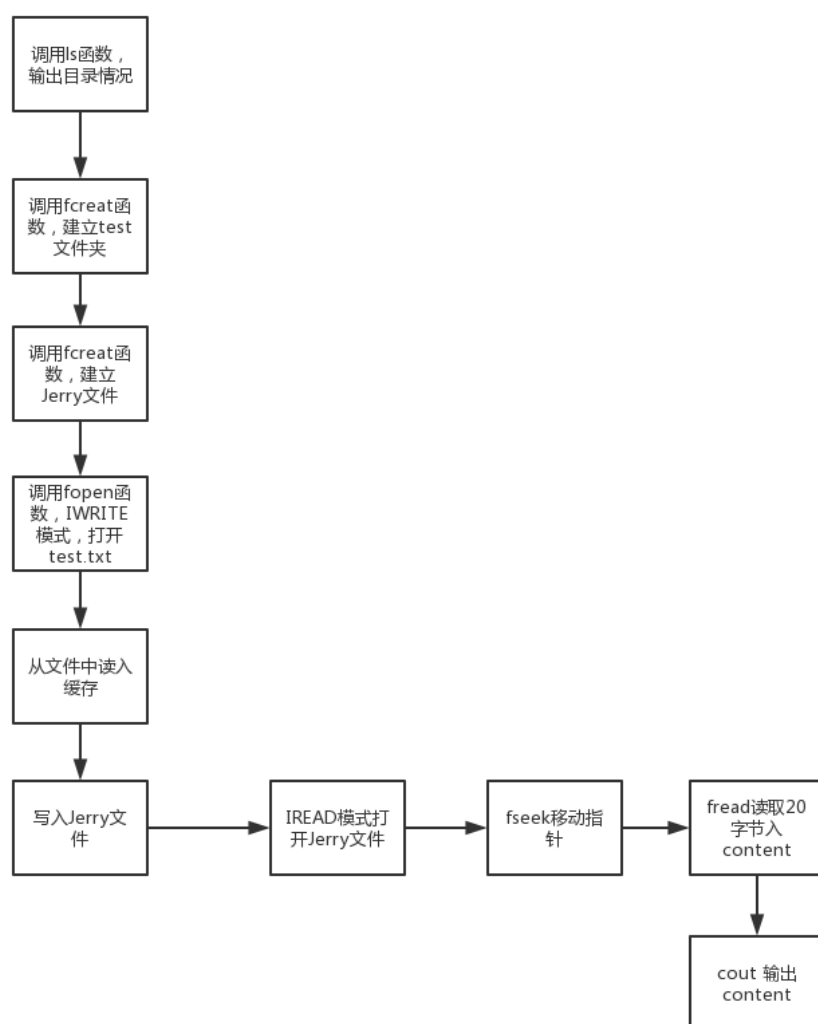 调用ls函数，
输出目录情况
调用fcreat函
数，建立test
文件夹
调用fcreat函
数，建立
Jerry文件
调用fopen函
数，IWRITE
模式，打开
test.txt
从文件中读入
缓存
写入Jerry文
件
IREAD模式打
开Jerry文件
fseek移动指
针
fread读取20
字节入
content
cout 输出
content